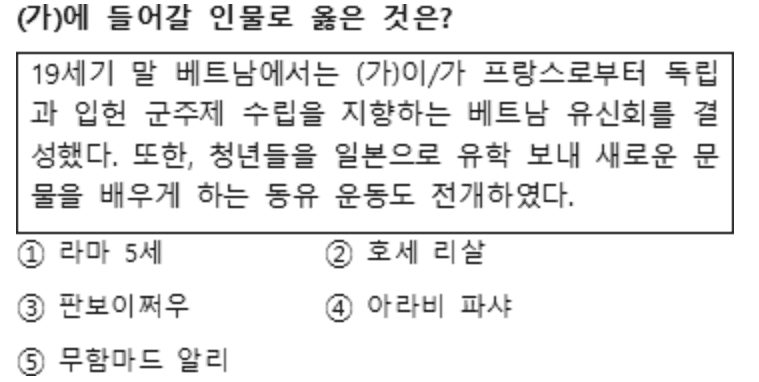 (가)에 들어갈 인물로 옳은 것은?
19세기 말 베트남에서는 (가)이/가 프랑스로부터 독립
과 입헌 군주제 수립을 지향하는 베트남 유신회를 결
성했다. 또한, 청년들을 일본으로 유학 보내 새로운 문
물을 배우게 하는 동유 운동도 전개하였다.
① 라마 5세 ② 호세 리살
③ 판보이쩌우 ④ 아라비 파샤
⑤ 무함마드 알리